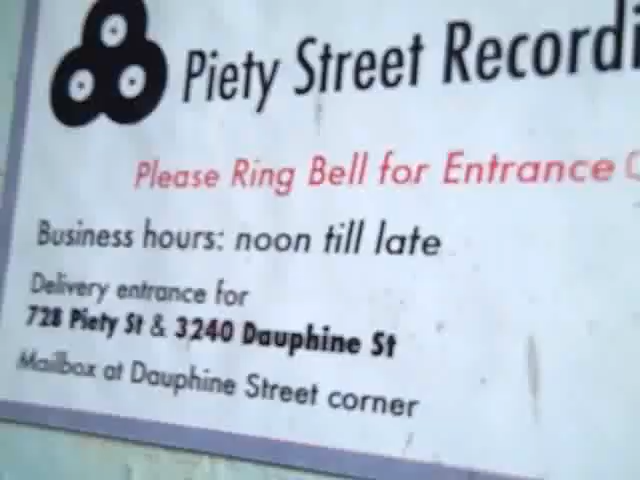 Piety Street Recordi
Please Ring Bell for Entrance
Business hours: noon till late
Delivery entrance for
728 Piety St & 3240 Dauphine St
Mailbox at Dauphine Street corner